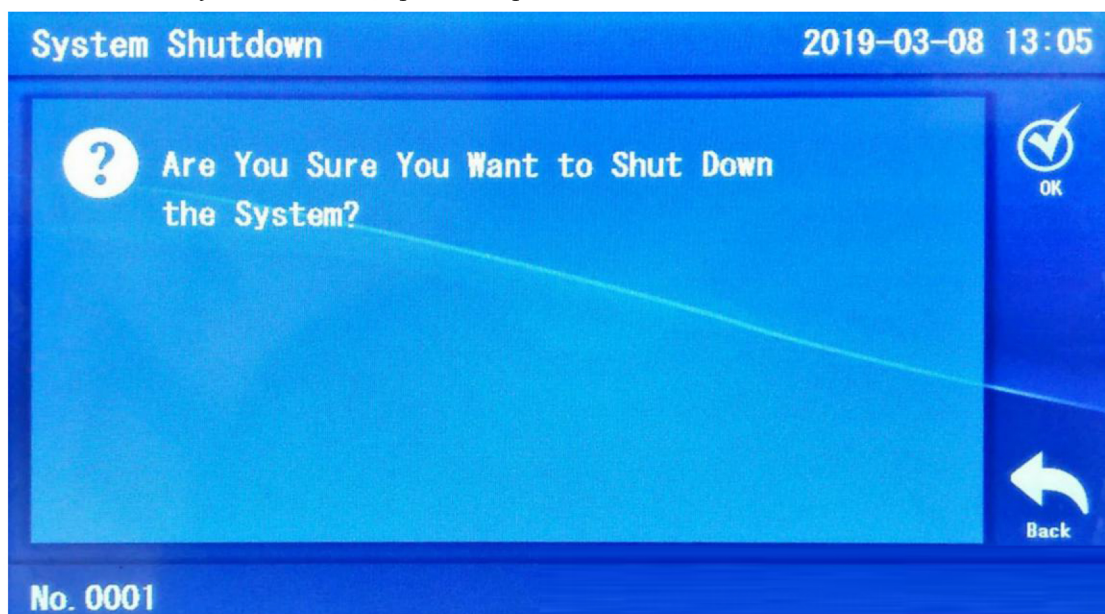 System Shutdown 2019-03-08 13:05
? Are You Sure You Want to Shut Down
the System?
OK
Back
No. 0001